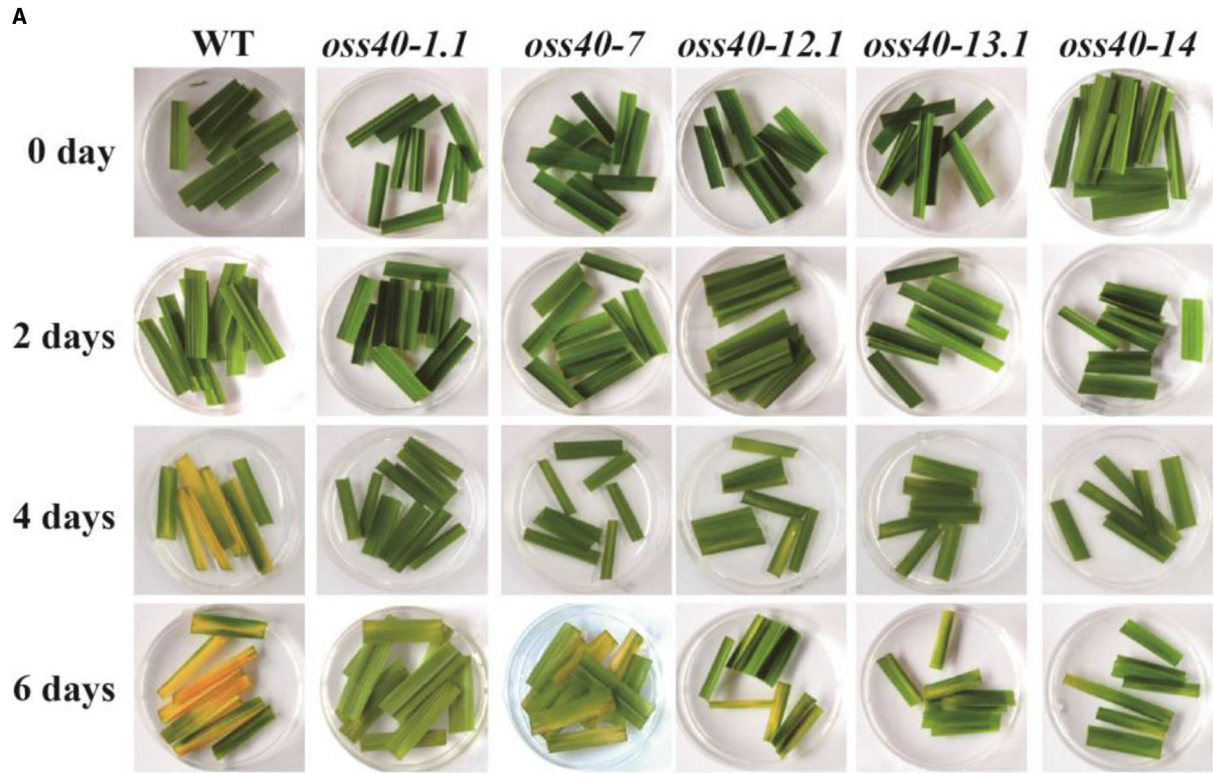 A
WT oss40-1.1 oss40-7 oss40-12.1 oss40-13.1 oss40-14
0 day
2 days
4 days
6 days